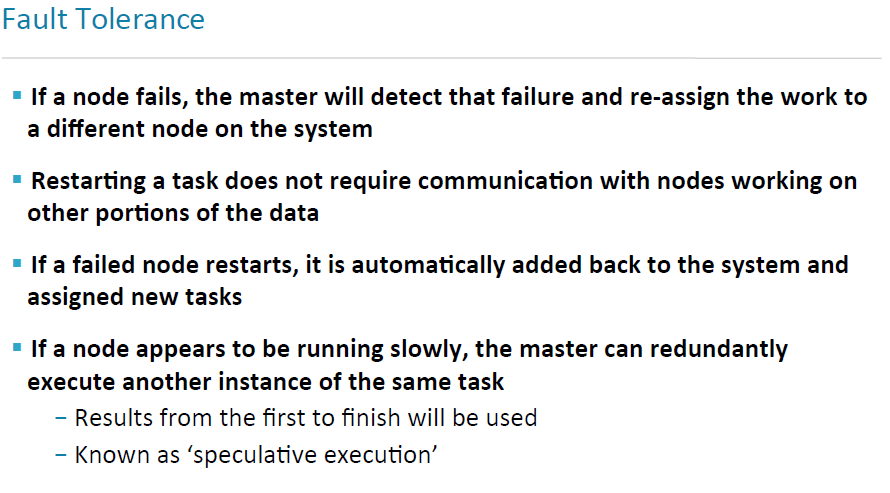 Fault Tolerance
▪ If a node fails, the master will detect that failure and re-assign the work to
a different node on the system
▪ Restarting a task does not require communication with nodes working on
other portions of the data
▪ If a failed node restarts, it is automatically added back to the system and
assigned new tasks
▪ If a node appears to be running slowly, the master can redundantly
execute another instance of the same task
– Results from the first to finish will be used
– Known as ‘speculative execution’